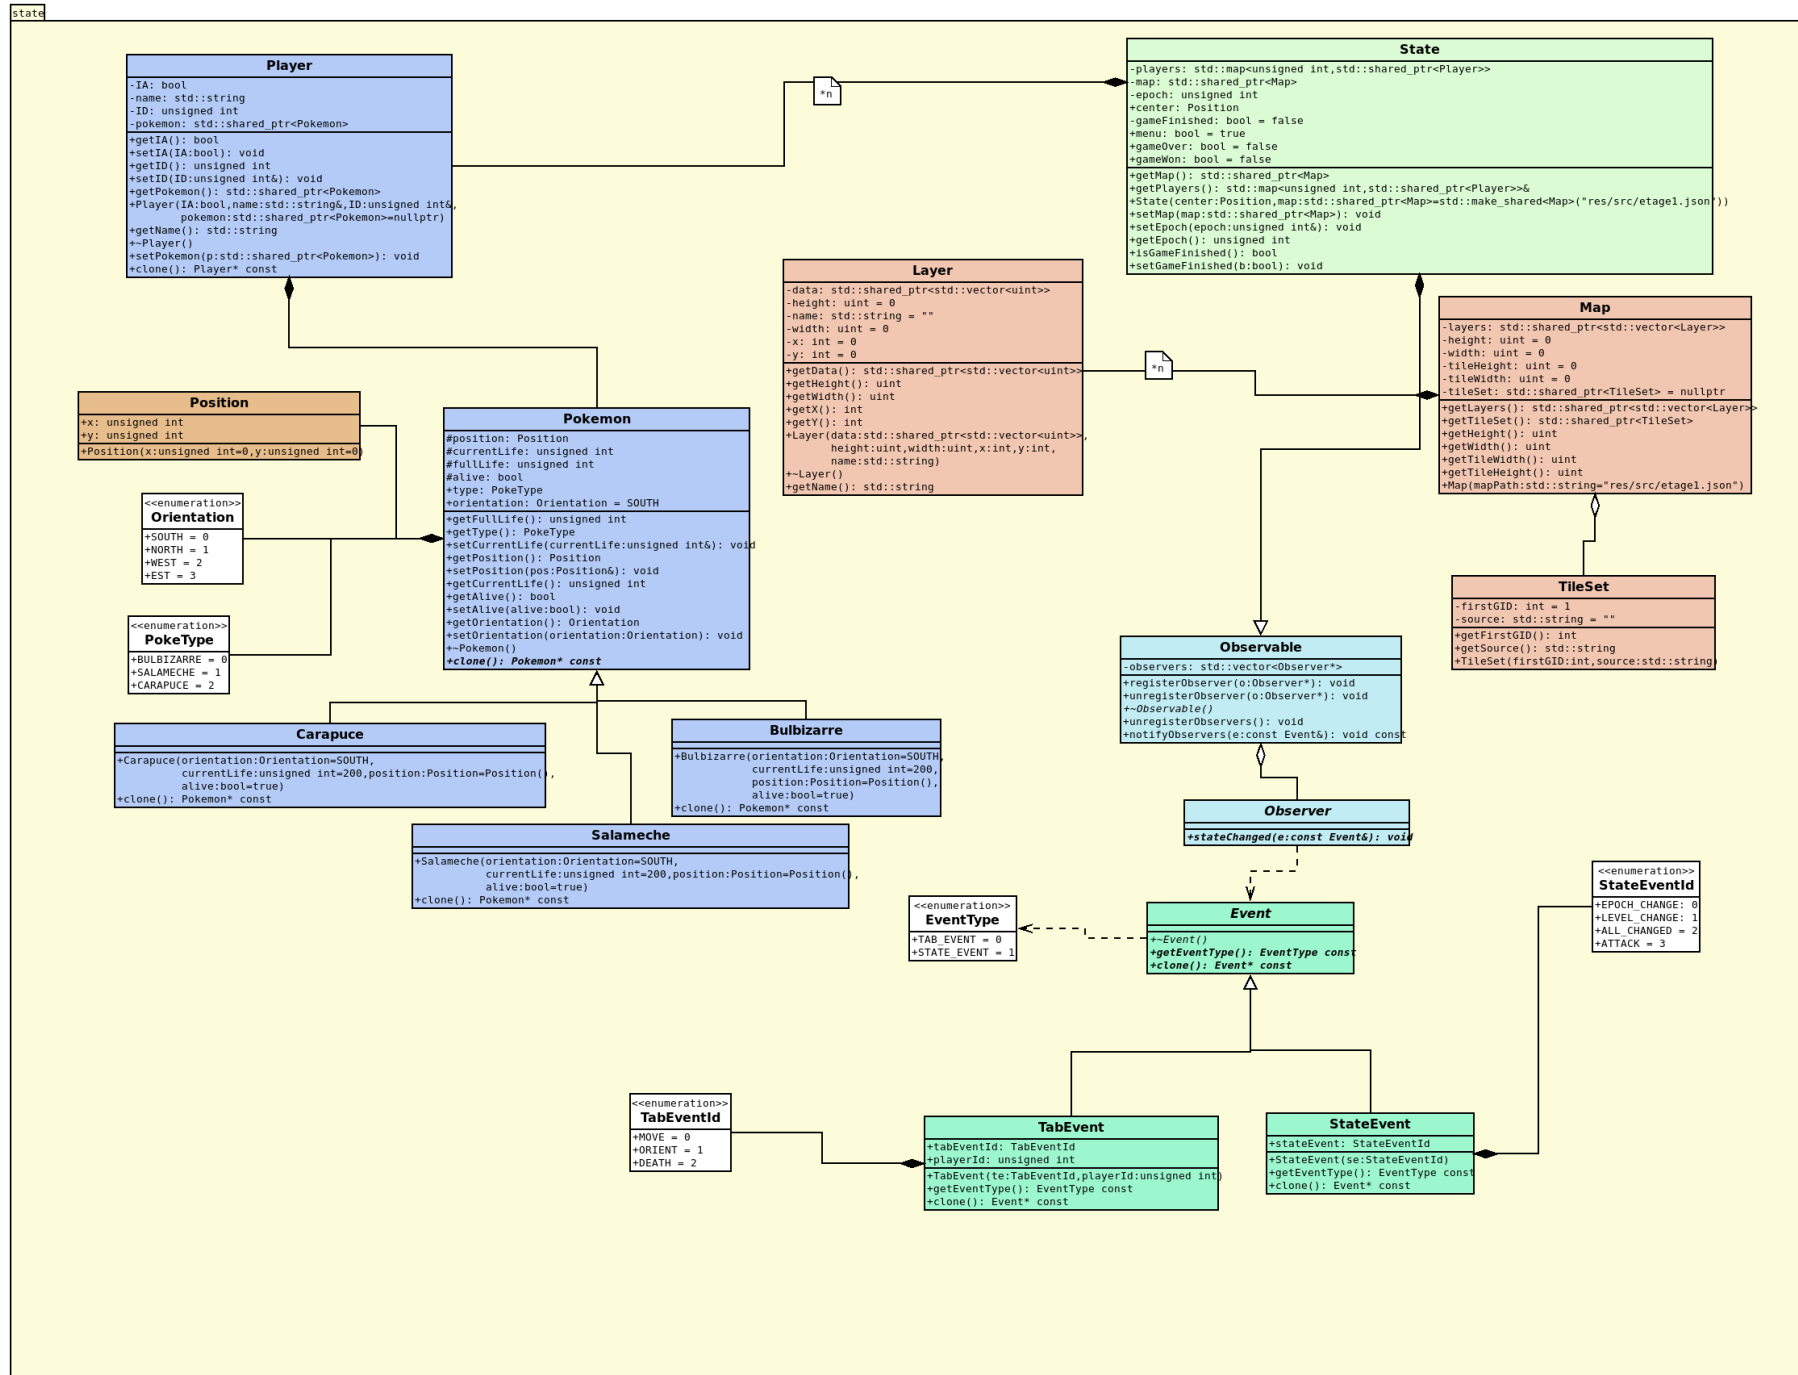 state
Player
-IA: bool
-name: std::string
-ID: unsigned int
-pokemon: std::shared_ptr<Pokemon>
+getIA(): bool
+setIA(IA:bool): void
+getID(): unsigned int
+setID(ID:unsigned int&): void
+getPokemon(): std::shared_ptr<Pokemon>
+Player(IA:bool,name:std::string&,ID:unsigned int&,
pokemon:std::shared_ptr<Pokemon>=nullptr)
+getName(): std::string
+~Player()
+setPokemon(p:std::shared_ptr<Pokemon>): void
+clone(): Player* const
*n
State
-players: std::map<unsigned int,std::shared_ptr<Player>>
-map: std::shared_ptr<Map>
-epoch: unsigned int
+center: Position
-gameFinished: bool = false
+menu: bool = true
+gameOver: bool = false
+gameWon: bool = false
+getMap(): std::shared_ptr<Map>
+getPlayers(): std::map<unsigned int,std::shared_ptr<Player>>&
+State(center:Position,map:std::shared_ptr<Map>=std::make_shared<Map>("res/src/etage1.json"))
+setMap(map:std::shared_ptr<Map>): void
+setEpoch(epoch:unsigned int&): void
+getEpoch(): unsigned int
+isGameFinished(): bool
+setGameFinished(b:bool): void
Layer
-data: std::shared_ptr<std::vector<uint>>
-height: uint = 0
-name: std::string = ""
-width: uint = 0
-x: int = 0
-y: int = 0
+getData(): std::shared_ptr<std::vector<uint>>
+getHeight(): uint
+getWidth(): uint
+getX(): int
+getY(): int
+Layer(data:std::shared_ptr<std::vector<uint>>,
height:uint,width:uint,x:int,y:int,
name:std::string)
+~Layer()
+getName(): std::string
*n
Map
-layers: std::shared_ptr<std::vector<Layer>>
-height: uint = 0
-width: uint = 0
-tileHeight: uint = 0
-tileWidth: uint = 0
-tileSet: std::shared_ptr<TileSet> = nullptr
+getLayers(): std::shared_ptr<std::vector<Layer>>
+getTileSet(): std::shared_ptr<TileSet>
+getHeight(): uint
+getWidth(): uint
+getTileWidth(): uint
+getTileHeight(): uint
+Map(mapPath:std::string="res/src/etage1.json")
Position
+x: unsigned int
+y: unsigned int
+Position(x:unsigned int=0,y:unsigned int=0)
<<enumeration>>
Orientation
+SOUTH = 0
+NORTH = 1
+WEST = 2
+EST = 3
<<enumeration>>
PokeType
+BULBIZARRE = 0
+SALAMECHE = 1
+CARAPUCE = 2
Pokemon
#position: Position
#currentLife: unsigned int
#fullLife: unsigned int
#alive: bool
+type: PokeType
+orientation: Orientation = SOUTH
+getFullLife(): unsigned int
+getType(): PokeType
+setCurrentLife(currentLife:unsigned int&): void
+getPosition(): Position
+setPosition(pos:Position&): void
+getCurrentLife(): unsigned int
+getAlive(): bool
+setAlive(alive:bool): void
+getOrientation(): Orientation
+setOrientation(orientation:Orientation): void
+~Pokemon()
+clone(): Pokemon* const
TileSet
-firstGID: int = 1
-source: std::string = ""
+getFirstGID(): int
+getSource(): std::string
+TileSet(firstGID:int,source:std::string)
Observable
-observers: std::vector<Observer*>
+registerObserver(o:Observer*): void
+unregisterObserver(o:Observer*): void
+~Observable()
+unregisterObservers(): void
+notifyObservers(e:const Event&): void const
Carapuce
+Carapuce(orientation:Orientation=SOUTH,
currentLife:unsigned int=200,position:Position=Position(),
alive:bool=true)
+clone(): Pokemon* const
Bulbizarre
+Bulbizarre(orientation:Orientation=SOUTH,
currentLife:unsigned int=200,
position:Position=Position(),
alive:bool=true)
+clone(): Pokemon* const
Salameche
+Salameche(orientation:Orientation=SOUTH,
currentLife:unsigned int=200,position:Position=Position(),
alive:bool=true)
+clone(): Pokemon* const
Observer
+stateChanged(e:const Event&): void
<<enumeration>>
EventType
+TAB_EVENT = 0
+STATE_EVENT = 1
Event
+~Event()
+getEventType(): EventType const
+clone(): Event* const
<<enumeration>>
StateEventId
+EPOCH_CHANGE: 0
+LEVEL_CHANGE: 1
+ALL_CHANGED = 2
+ATTACK = 3
<<enumeration>>
TabEventId
+MOVE = 0
+ORIENT = 1
+DEATH = 2
TabEvent
+tabEventId: TabEventId
+playerId: unsigned int
+TabEvent(te:TabEventId,playerId:unsigned int)
+getEventType(): EventType const
+clone(): Event* const
StateEvent
+stateEvent: StateEventId
+StateEvent(se:StateEventId)
+getEventType(): EventType const
+clone(): Event* const